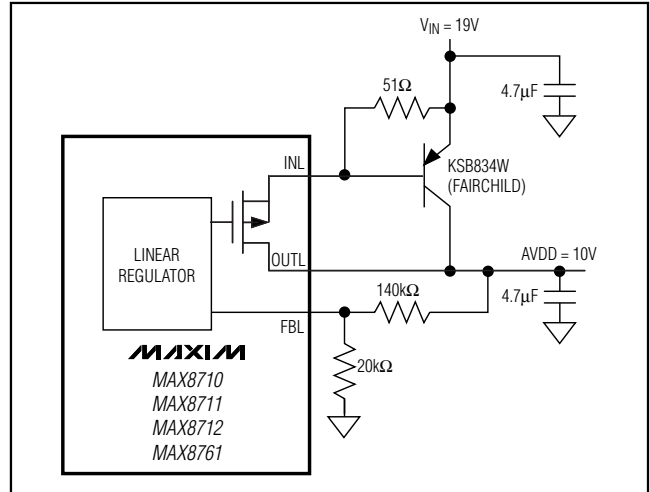 VIN = 19V
51Ω
4.7µF
INL
KSB834W
(FAIRCHILD)
LINEAR
REGULATOR
OUTL
AVDD = 10V
140kΩ
4.7µF
FBL
20kΩ
MAXIM
MAX8710
MAX8711
MAX8712
MAX8761